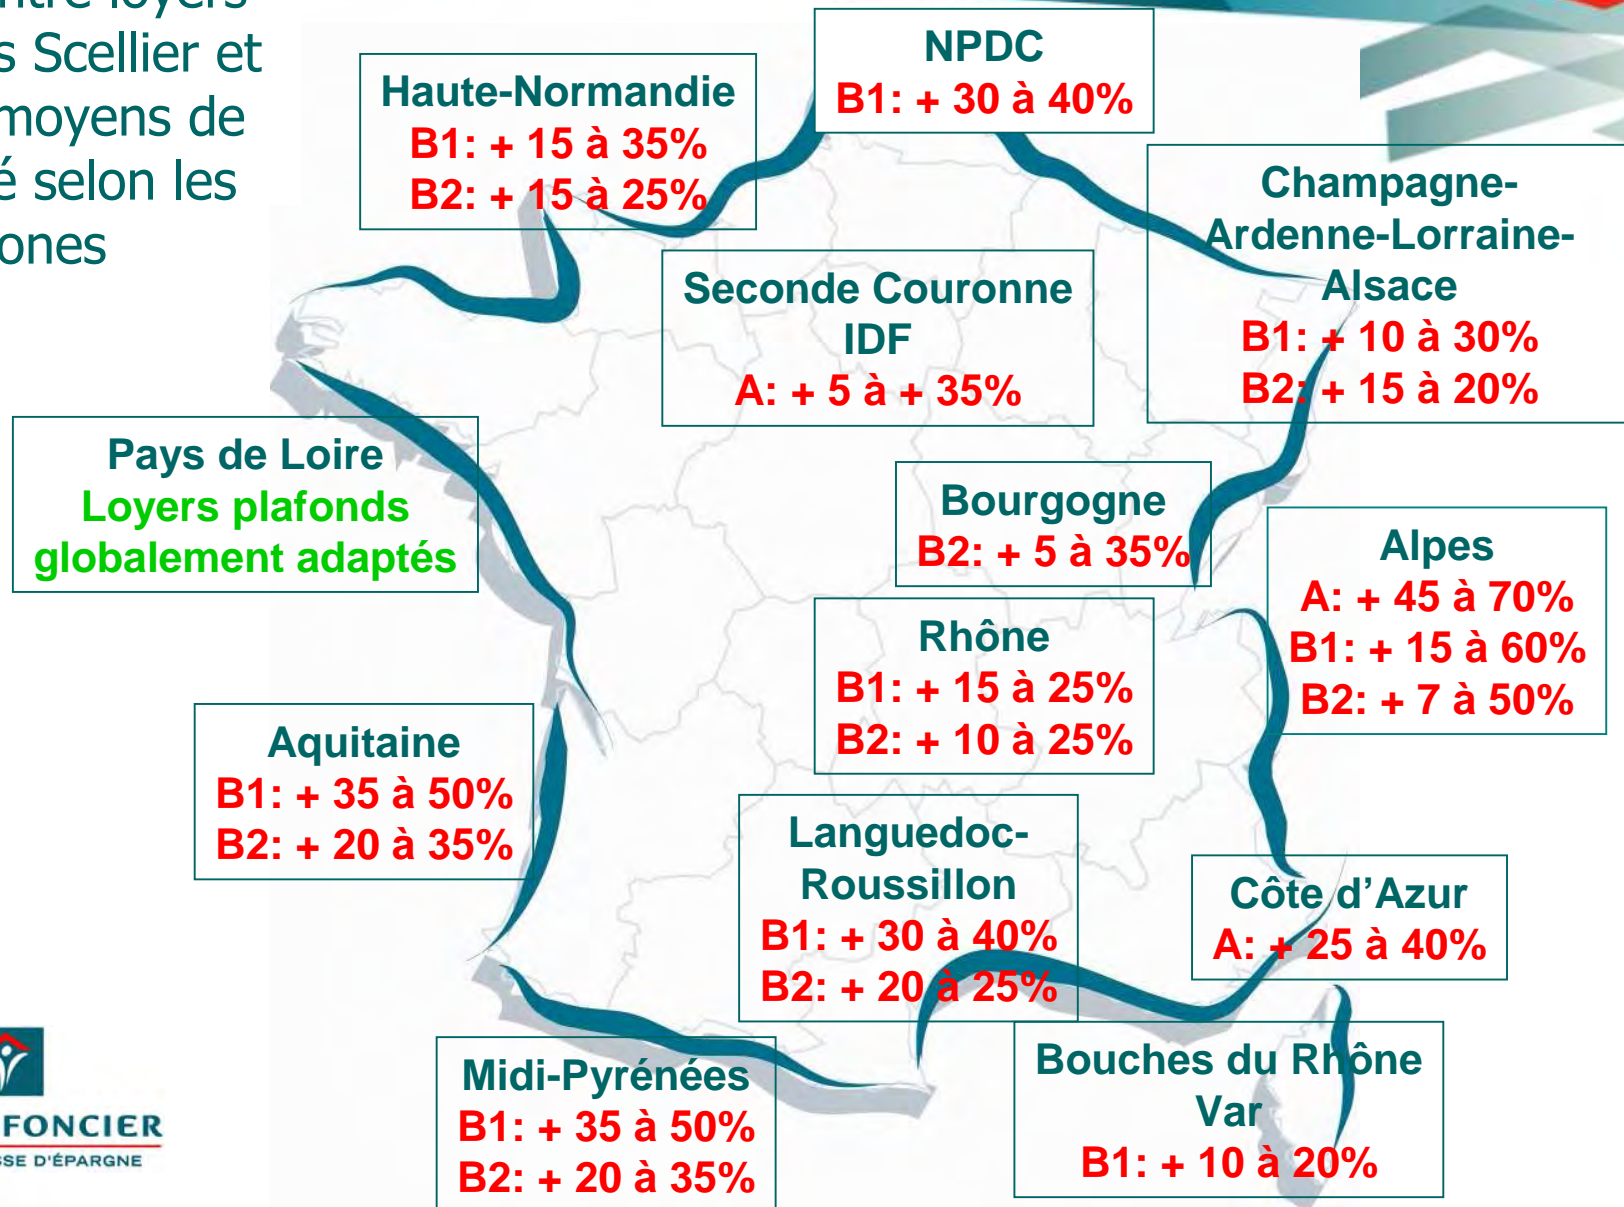 ntre loyers
s Scellier et
moyens de
é selon les
ones
NPDC
B1: + 30 à 40%
Haute-Normandie
B1: + 15 à 35%
B2: + 15 à 25%
Champagne-
Ardenne-Lorraine-
Alsace
B1: + 10 à 30%
B2: + 15 à 20%
Seconde Couronne
IDF
A: + 5 à + 35%
Pays de Loire
Loyers plafonds
globalement adaptés
Bourgogne
B2: + 5 à 35%
Alpes
A: + 45 à 70%
B1: + 15 à 60%
B2: + 7 à 50%
Rhône
B1: + 15 à 25%
B2: + 10 à 25%
Aquitaine
B1: + 35 à 50%
B2: + 20 à 35%
Languedoc-
Roussillon
B1: + 30 à 40%
B2: + 20 à 25%
Côte d’Azur
A: + 25 à 40%
Bouches du Rhône
Var
B1: + 10 à 20%
Midi-Pyrénées
B1: + 35 à 50%
B2: + 20 à 35%
FONCIER
SSE D'ÉPARGNE